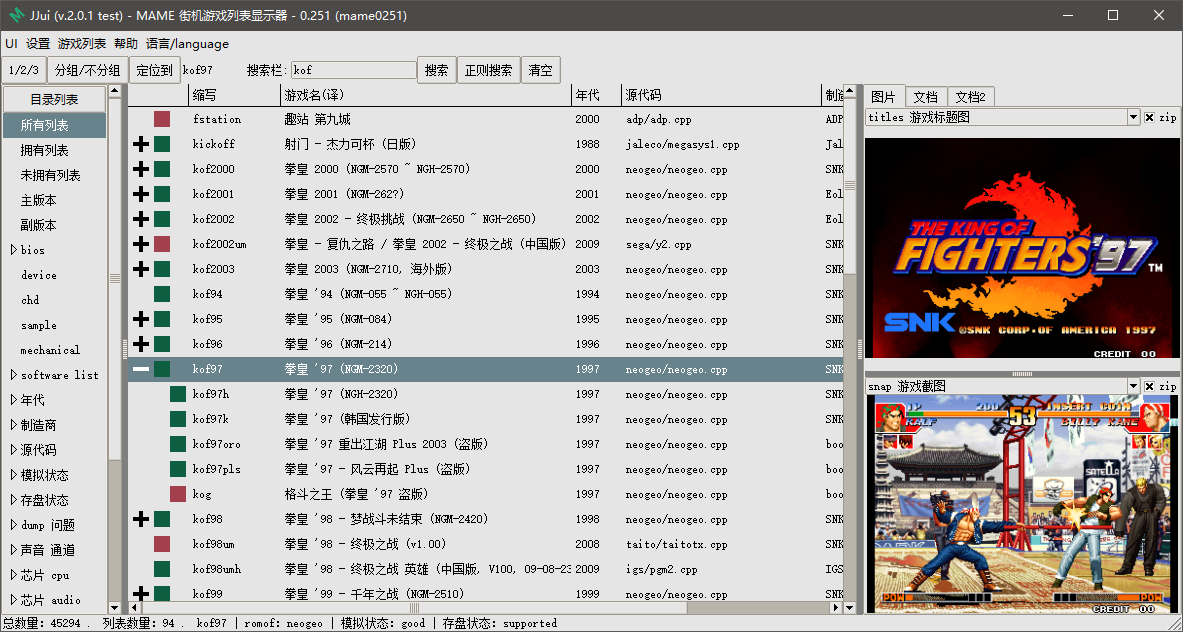 JJui (v.2.0.1 test) - MAME 街机游戏列表显示器 - 0.251 (mame0251)
UI 设置 游戏列表 帮助 语言/language
1/2/3 分组/不分组 定位到 kof97 搜索栏: kof 搜索 正则搜索 清空
目录列表
所有列表
拥有列表
未拥有列表
主版本
副版本
bios
device
chd
sample
mechanical
software list
年代
制造商
源代码
模拟状态
存盘状态
dump 问题
声音 通道
芯片 cpu
芯片 audio
缩写 游戏名(译) 年代 源代码 制造
fstation 趣站 第九城 2000 adp/adp.cpp ADP
kickoff 射门 - 杰力可杯 (日版) 1988 jaleco/megasys1.cpp Jal
kof2000 拳皇 2000 (NGM-2570 ~ NGH-2570) 2000 neogeo/neogeo.cpp SNK
kof2001 拳皇 2001 (NGM-262?) 2001 neogeo/neogeo.cpp Eol
kof2002 拳皇 2002 - 终极挑战 (NGM-2650 ~ NGH-2650) 2002 neogeo/neogeo.cpp Eol
kof2002um 拳皇 - 复仇之路 / 拳皇 2002 - 终极之战 (中国版) 2009 sega/y2.cpp SNK
kof2003 拳皇 2003 (NGM-2710, 海外版) 2003 neogeo/neogeo.cpp SNK
kof94 拳皇 '94 (NGM-055 ~ NGH-055) 1994 neogeo/neogeo.cpp SNK
kof95 拳皇 '95 (NGM-084) 1995 neogeo/neogeo.cpp SNK
kof96 拳皇 '96 (NGM-214) 1996 neogeo/neogeo.cpp SNK
kof97 拳皇 '97 (NGM-2320) 1997 neogeo/neogeo.cpp SNK
kof97h 拳皇 '97 (NGH-2320) 1997 neogeo/neogeo.cpp SNK
kof97k 拳皇 '97 (韩国发行版) 1997 neogeo/neogeo.cpp SNK
kof97oro 拳皇 '97 重出江湖 Plus 2003 (盗版) 1997 neogeo/neogeo.cpp boo
kof97pls 拳皇 '97 - 风云再起 Plus (盗版) 1997 neogeo/neogeo.cpp boo
kog 格斗之王 (拳皇 '97 盗版) 1997 neogeo/neogeo.cpp boo
kof98 拳皇 '98 - 梦战斗未结束 (NGM-2420) 1998 neogeo/neogeo.cpp SNK
kof98um 拳皇 '98 - 终极之战 (v1.00) 2008 taito/taitotx.cpp SNK
kof98umh 拳皇 '98 - 终极之战 英雄 (中国版, V100, 09-08-23 2009 igs/pgm2.cpp IGS
kof99 拳皇 '99 - 千年之战 (NGM-2510) 1999 neogeo/neogeo.cpp SNK
图片 文档 文档2
titles 游戏标题图 zip
THE KING OF
FIGHTERS '97 TM
SNK ©SNK CORP.OF AMERICA 1997
CREDIT 00
snap 游戏截图 zip
1P 200 53 INSERT COIN
RALF BILLY KANE
SATELLA
POW POW
CREDIT 00
总数量: 45294 . 列表数量: 94 . kof97 | romof: neogeo | 模拟状态: good | 存盘状态: supported